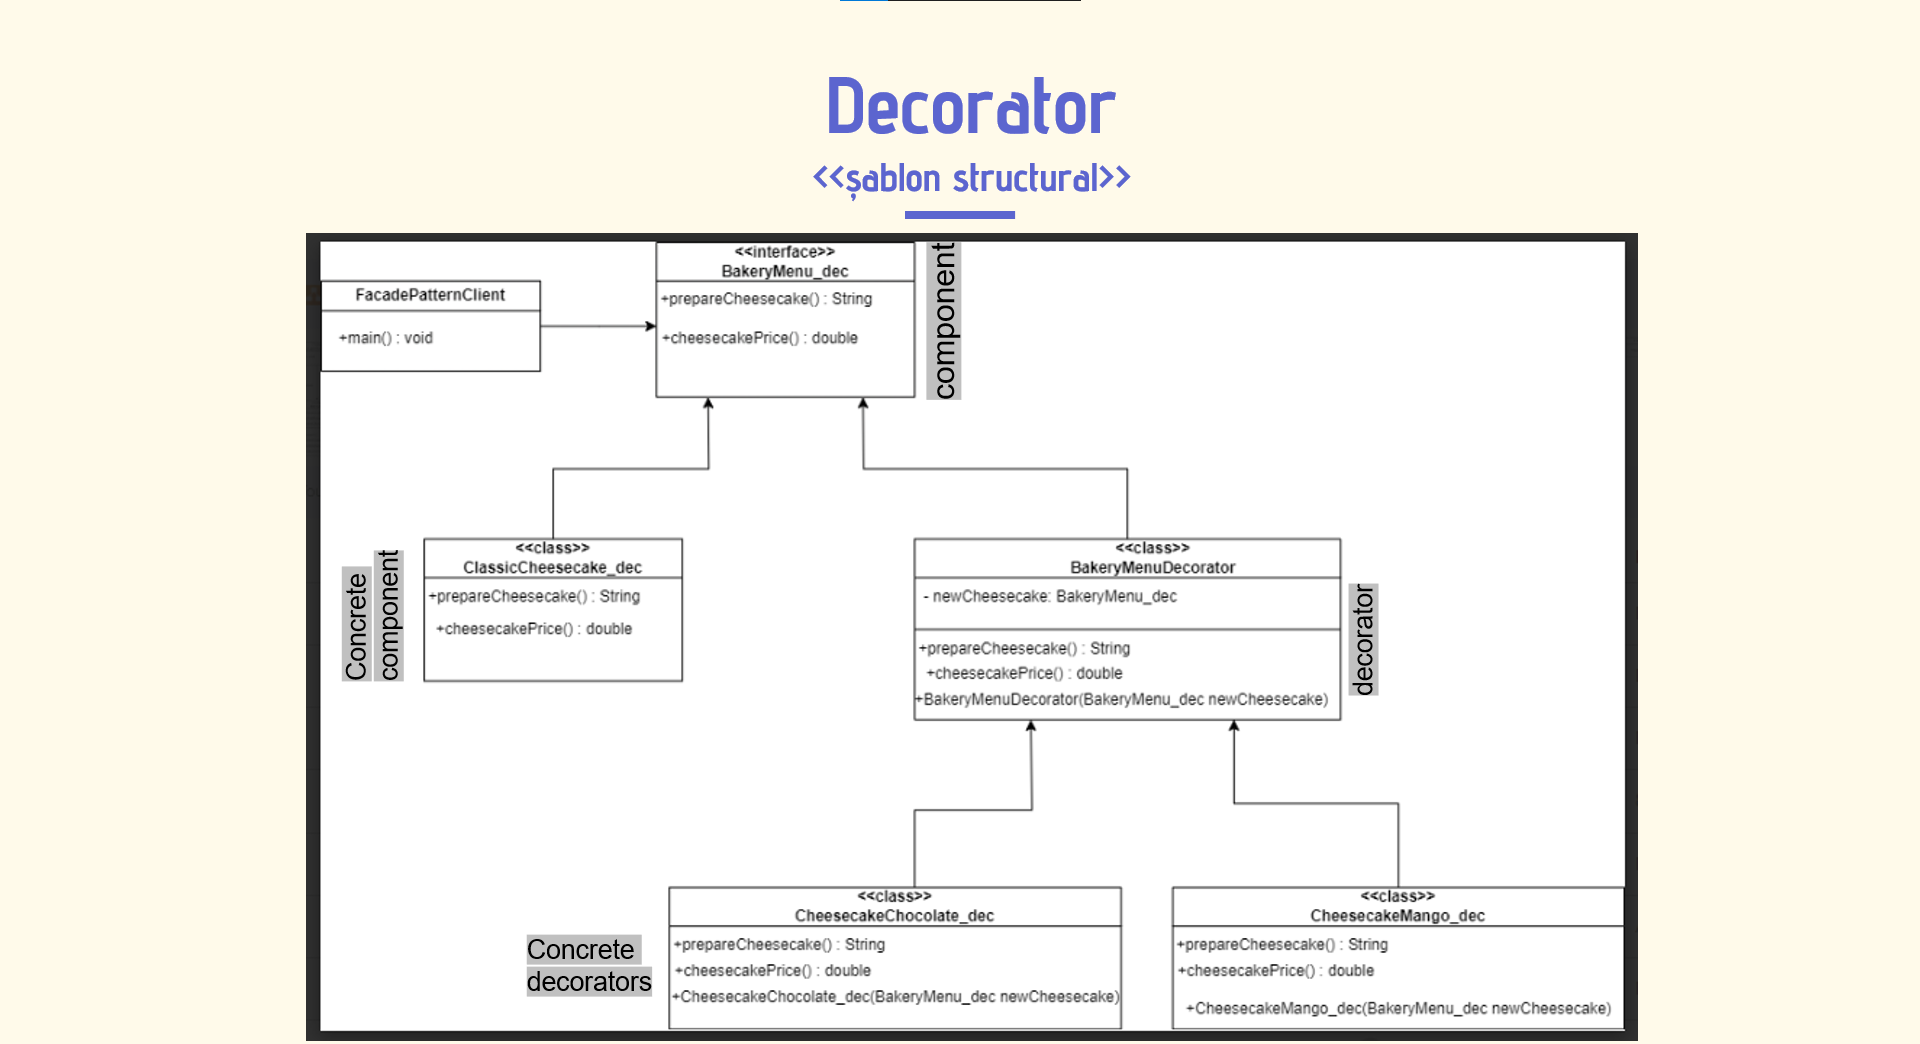 Decorator
<<șablon structural>>
<<interface>>
BakeryMenu_dec
+prepareCheesecake() : String
+cheesecakePrice() : double
component
FacadePatternClient
+main() : void
Concrete
component
<<class>>
ClassicCheesecake_dec
+prepareCheesecake() : String
+cheesecakePrice() : double
<<class>>
BakeryMenuDecorator
- newCheesecake: BakeryMenu_dec
+prepareCheesecake() : String
+cheesecakePrice() : double
+BakeryMenuDecorator(BakeryMenu_dec newCheesecake)
decorator
Concrete
decorators
<<class>>
CheesecakeChocolate_dec
+prepareCheesecake() : String
+cheesecakePrice() : double
+CheesecakeChocolate_dec(BakeryMenu_dec newCheesecake)
<<class>>
CheesecakeMango_dec
+prepareCheesecake() : String
+cheesecakePrice() : double
+CheesecakeMango_dec(BakeryMenu_dec newCheesecake)